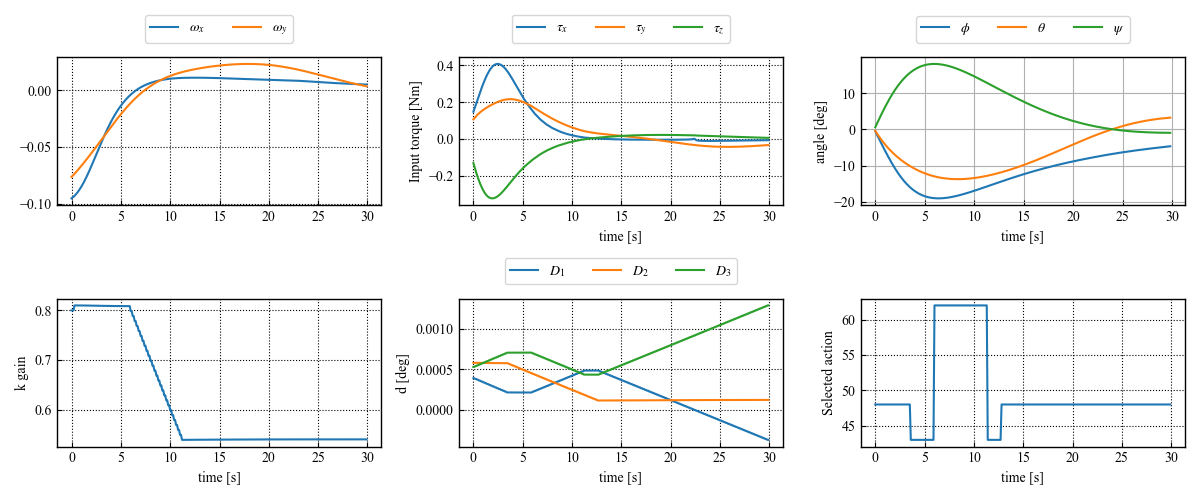 ωx ωy
0.00
−0.05
−0.10
0 5 10 15 20 25 30
τx τy τz
Input torque [Nm]
0.4
0.2
0.0
−0.2
0 5 10 15 20 25 30
time [s]
ϕ θ ψ
angle [deg]
10
0
−10
−20
0 5 10 15 20 25 30
time [s]
k gain
0.8
0.7
0.6
0 5 10 15 20 25 30
time [s]
D1 D2 D3
d [deg]
0.0010
0.0005
0.0000
0 5 10 15 20 25 30
time [s]
Selected action
60
55
50
45
0 5 10 15 20 25 30
time [s]